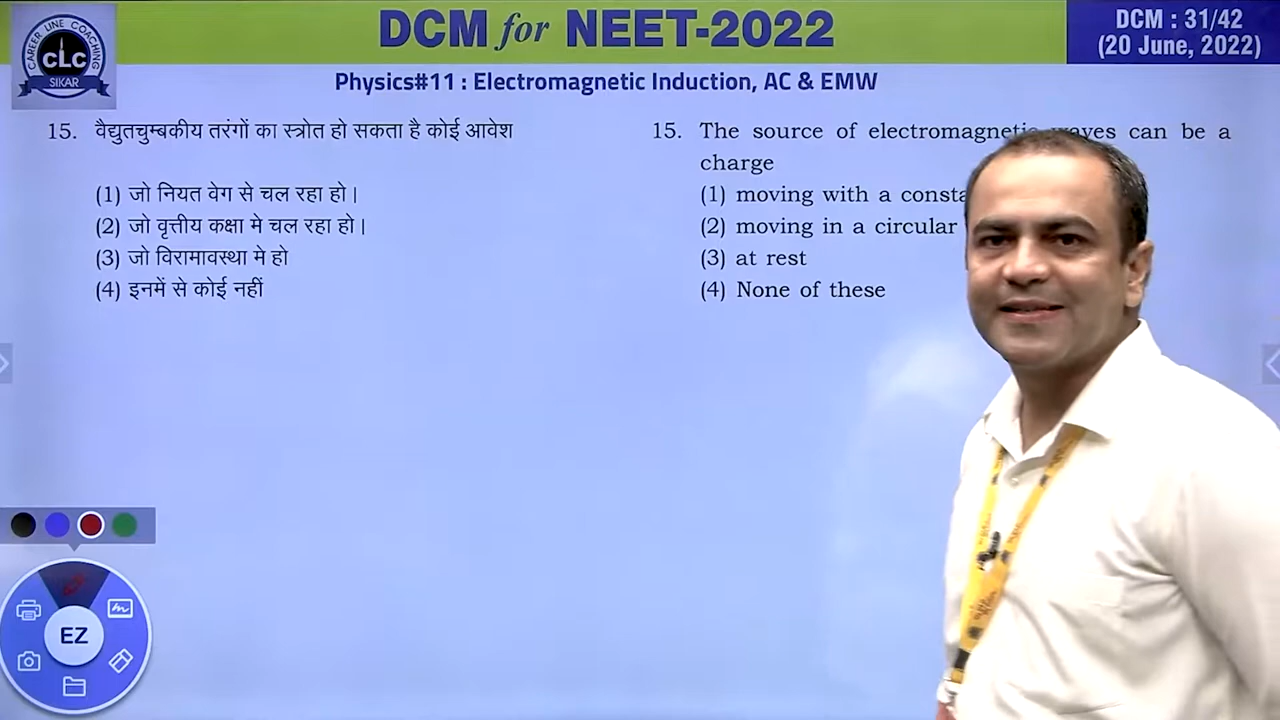 CAREER LINE COACHING
CLC
SIKAR
DCM for NEET-2022
DCM : 31/42
(20 June, 2022)
Physics#11 : Electromagnetic Induction, AC & EMW
15. वैद्युतचुम्बकीय तरंगों का स्त्रोत हो सकता है कोई आवेश
(1) जो नियत वेग से चल रहा हो।
(2) जो वृत्तीय कक्षा मे चल रहा हो।
(3) जो विरामावस्था मे हो
(4) इनमें से कोई नहीं
15. The source of electromagnetic waves can be a
charge
(1) moving with a
(2) moving in a circular
(3) at rest
(4) None of these
EZ